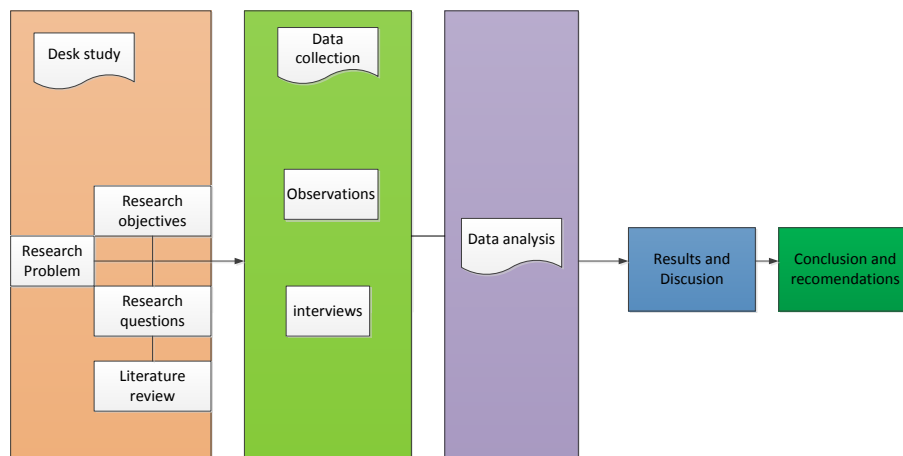 Desk study
Research
objectives
Research
Problem
Research
questions
Literature
review
Data
collection
Observations
interviews
Data analysis
Results and
Discusion
Conclusion and
recomendations